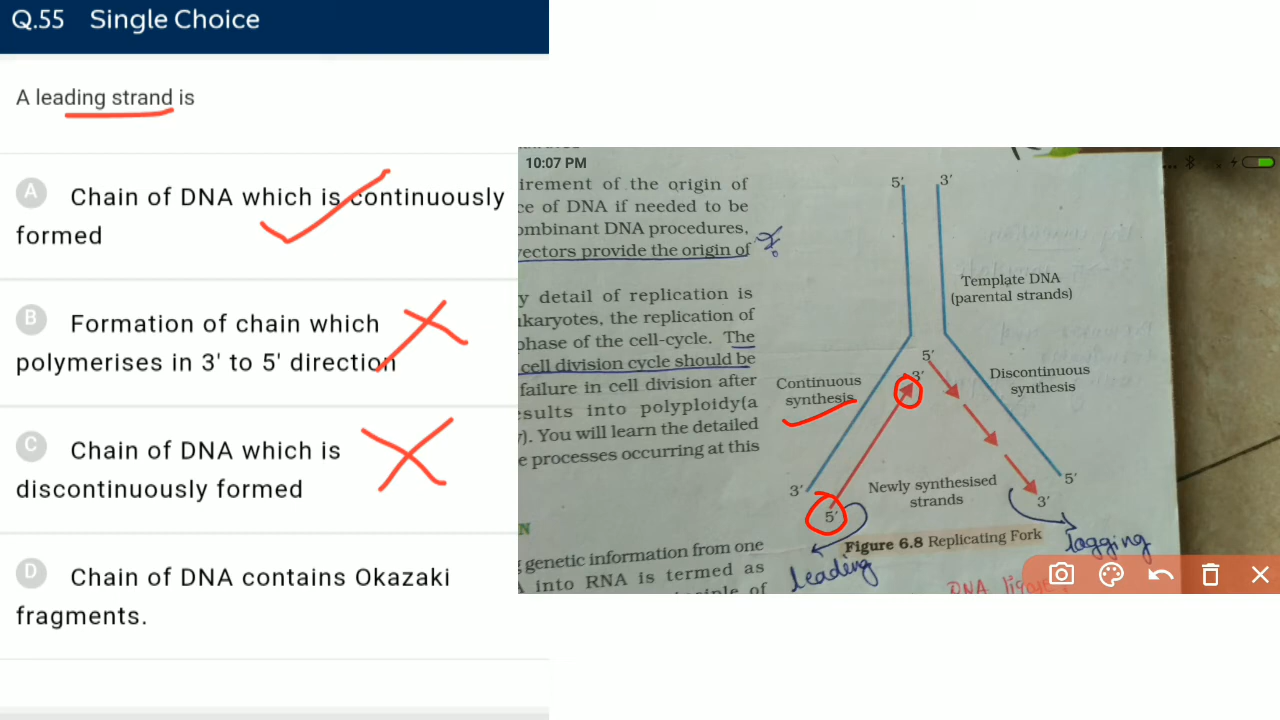 Q.55 Single Choice
A leading strand is
A Chain of DNA which is continuously
formed
B Formation of chain which
polymerises in 3' to 5' direction
C Chain of DNA which is
discontinuously formed
D Chain of DNA contains Okazaki
fragments.
10:07 PM
irement of the origin of
ce of DNA if needed to be
ombinant DNA procedures,
vectors provide the origin of
y detail of replication is
ukaryotes, the replication of
phase of the cell-cycle. The
cell division cycle should be
failure in cell division after
esults into polyploidy(a
y). You will learn the detailed
e processes occurring at this
N
g genetic information from one
A into RNA is termed as
of
5' 3'
Template DNA
(parental strands)
5'
3'
Continuous
synthesis
Discontinuous
synthesis
3'
5'
5'
3'
Newly synthesised
strands
Figure 6.8 Replicating Fork
leading
lagging
DNA